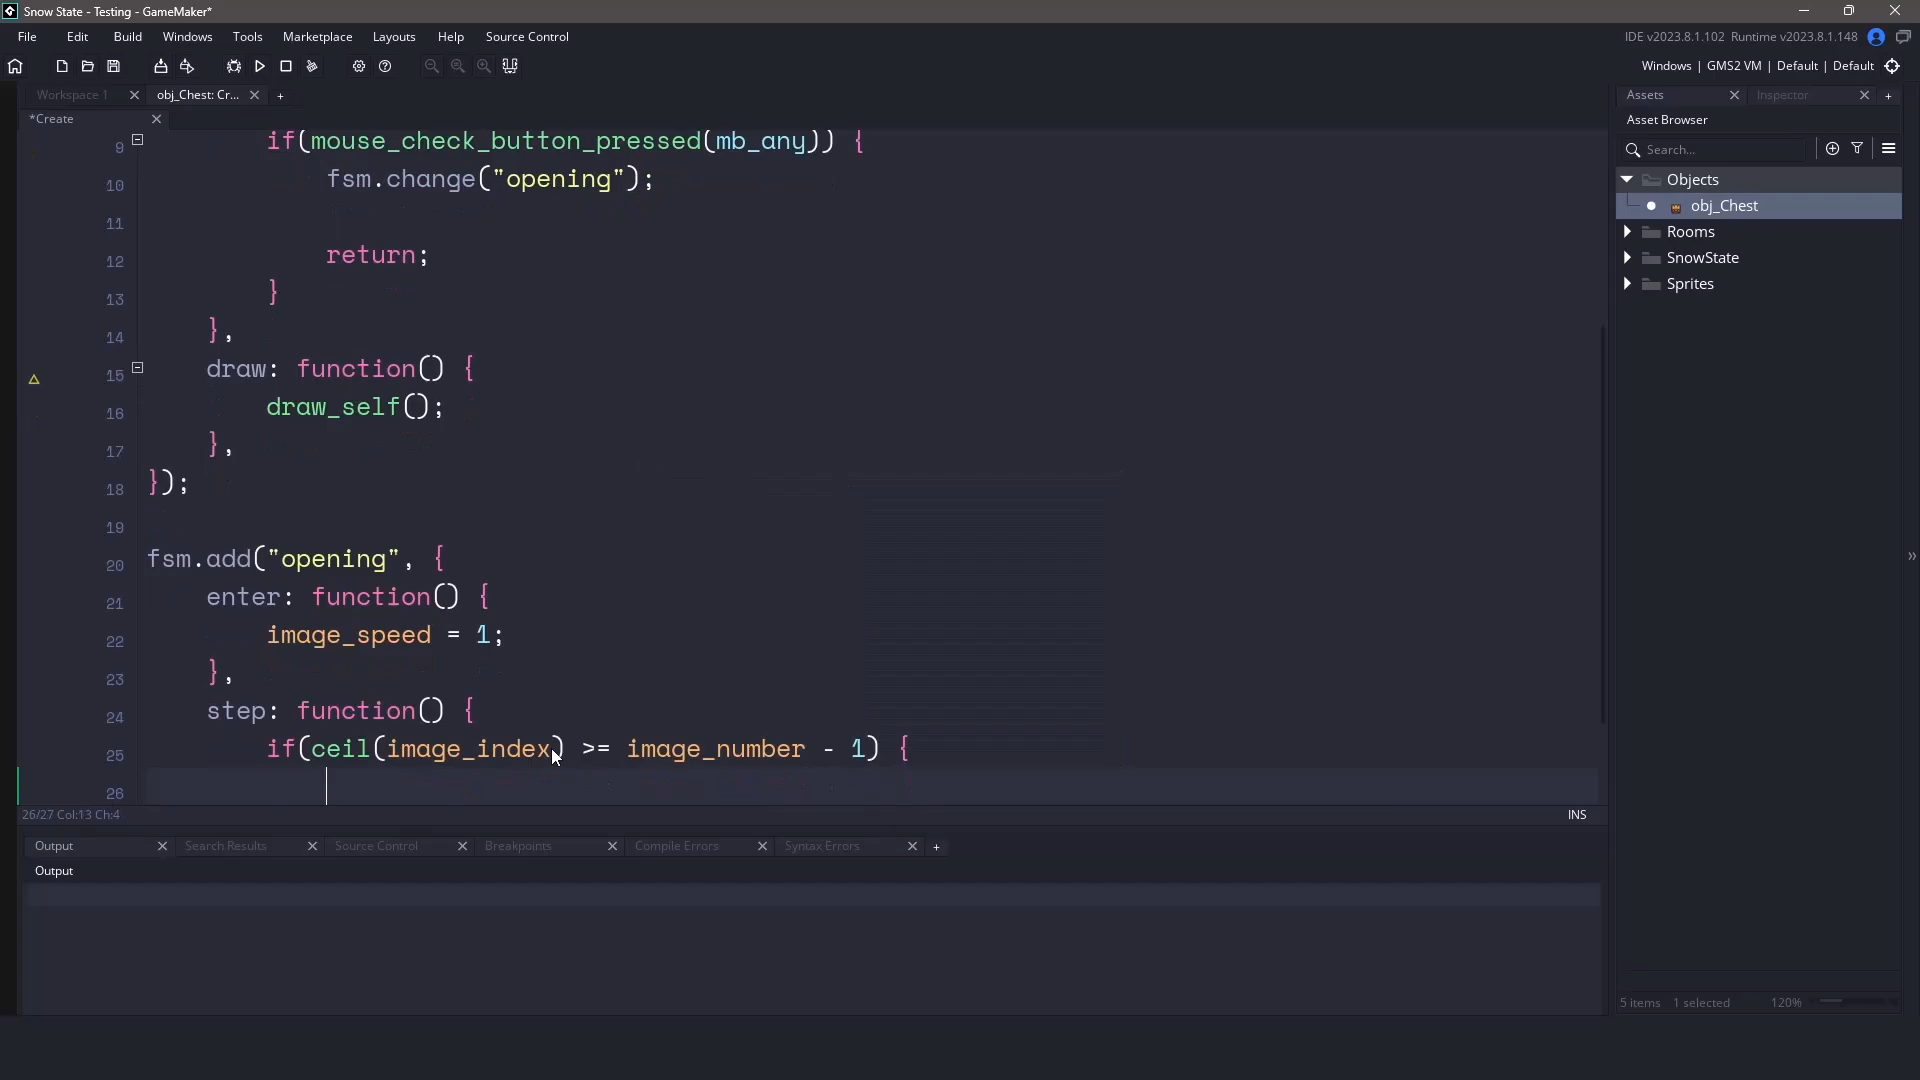 Snow State - Testing - GameMaker*
File Edit Build Windows Tools Marketplace Layouts Help Source Control
IDE v2023.8.1.102 Runtime v2023.8.1.148
Windows | GMS2 VM | Default | Default
Workspace 1 obj_Chest: Cr... +
Assets Inspector +
*Create
Asset Browser
Search...
Objects
obj_Chest
Rooms
SnowState
Sprites
9 if(mouse_check_button_pressed(mb_any)) {
10 fsm.change("opening");
11
12 return;
13 }
14 },
15 draw: function() {
16 draw_self();
17 },
18 });
19
20 fsm.add("opening", {
21 enter: function() {
22 image_speed = 1;
23 },
24 step: function() {
25 if(ceil(image_index) >= image_number - 1) {
26
26/27 Col:13 Ch:4 INS
Output Search Results Source Control Breakpoints Compile Errors Syntax Errors +
Output
5 items 1 selected 120%